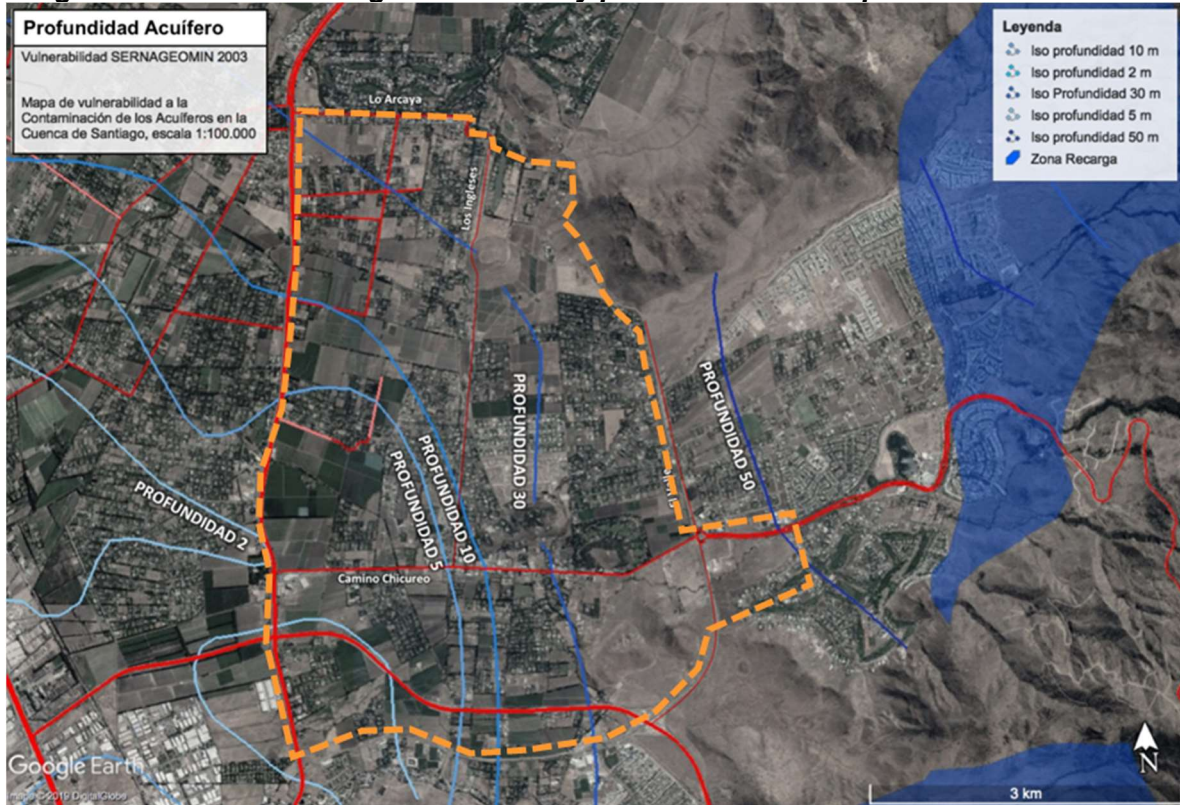 Profundidad Acuífero
Vulnerabilidad SERNAGEOMIN 2003
Mapa de vulnerabilidad a la
Contaminación de los Acuíferos en la
Cuenca de Santiago, escala 1:100.000
Leyenda
Iso profundidad 10 m
Iso profundidad 2 m
Iso Profundidad 30 m
Iso profundidad 5 m
Iso profundidad 50 m
Zona Recarga
Lo Arcaya
Los Ingleses
PROFUNDIDAD 30
PROFUNDIDAD 50
PROFUNDIDAD 10
PROFUNDIDAD 5
PROFUNDIDAD 2
Camino Chicureo
Google Earth
© 2019 DigitalGlobe
3 km
N